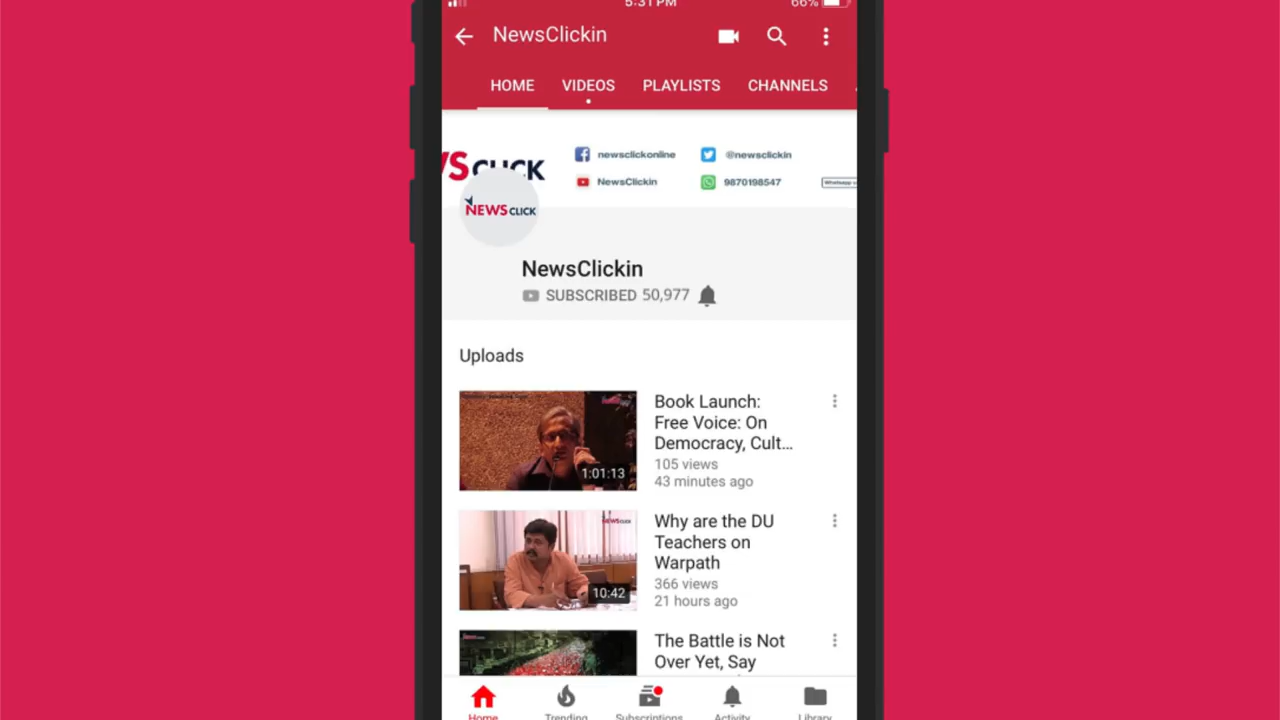 5:31 PM 66%
NewsClickin
HOME VIDEOS PLAYLISTS CHANNELS
WS CLICK
newsclickonline @newsclickin
NewsClickin 9870198547
NEWSCLICK
NewsClickin
SUBSCRIBED 50,977
Uploads
Book Launch:
Free Voice: On
Democracy, Cult...
105 views
43 minutes ago
1:01:13
NEWSCLICK
Why are the DU
Teachers on
Warpath
366 views
21 hours ago
10:42
The Battle is Not
Over Yet, Say
Home Trending Subscriptions Activity Library